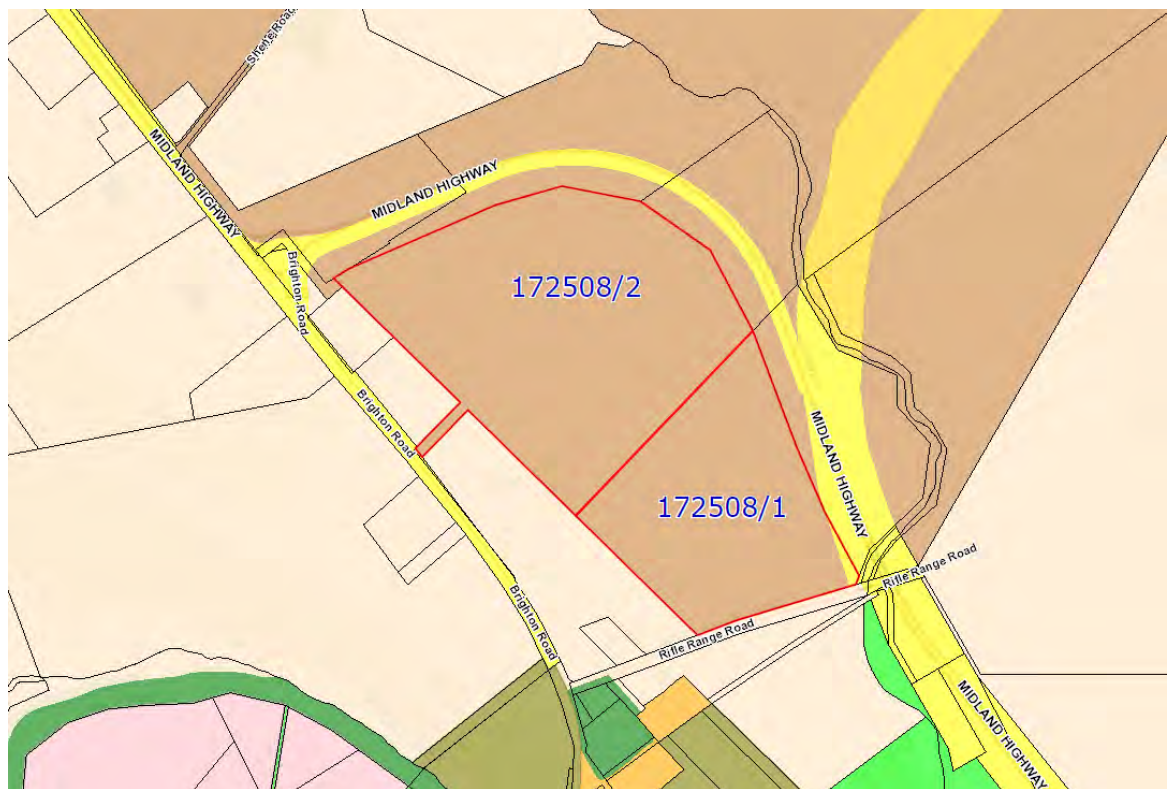 Shene Road
MIDLAND HIGHWAY
MIDLAND HIGHWAY
Brighton Road
172508/2
Brighton Road
MIDLAND HIGHWAY
172508/1
Rifle Range Road
Brighton Road
Rifle Range Road
MIDLAND HIGHWAY